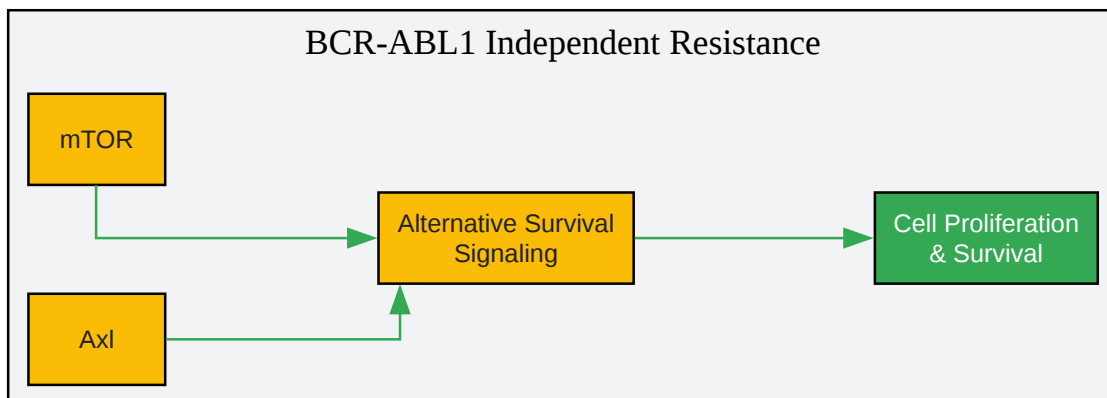 BCR-ABL1 Independent Resistance
mTOR
Alternative Survival
Signaling
Cell Proliferation
& Survival
Axl